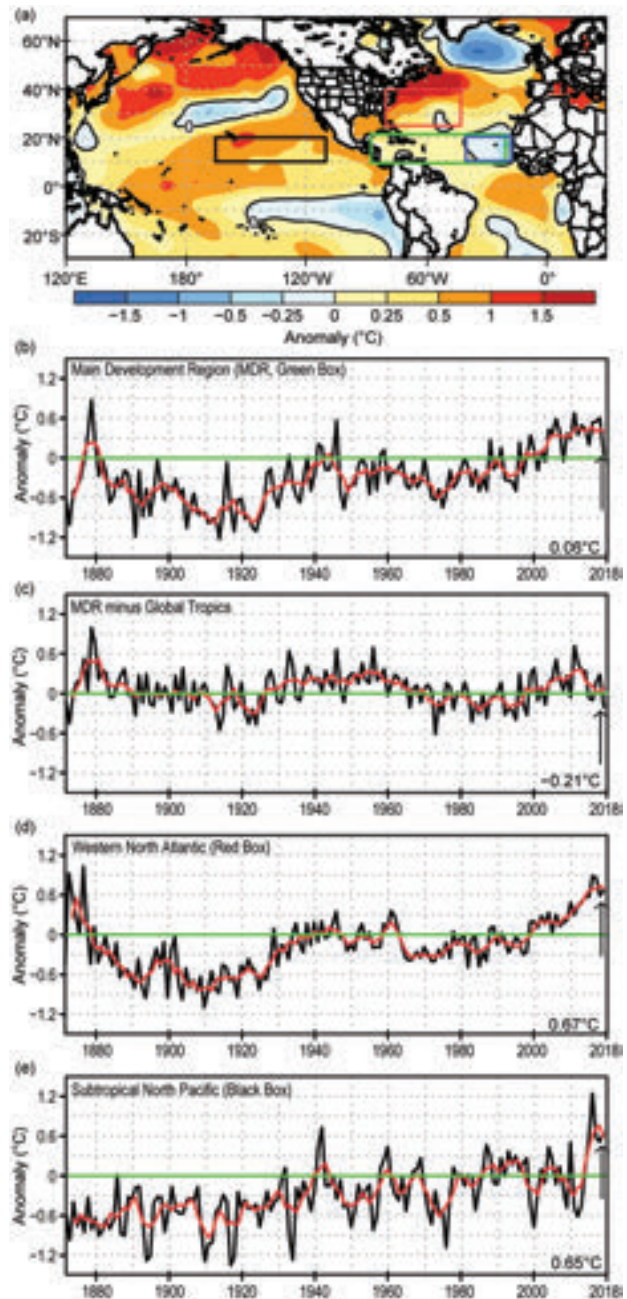 (a)
60°N
40°N
20°N
0°N
20°S
120°E 180° 120°W 60°W 0°
−1.5 −1 −0.5 −0.25 0 0.25 0.5 1 1.5
Anomaly (°C)
(b)
Main Development Region (MDR, Green Box)
Anomaly (°C)
1.2
0.6
0
−0.6
−1.2
0.06°C
1880 1900 1920 1940 1960 1980 2000 2018
(c)
MDR minus Global Tropics
Anomaly (°C)
1.2
0.6
0
−0.6
−1.2
−0.21°C
1880 1900 1920 1940 1960 1980 2000 2018
(d)
Western North Atlantic (Red Box)
Anomaly (°C)
1.2
0.6
0
−0.6
−1.2
0.67°C
1880 1900 1920 1940 1960 1980 2000 2018
(e)
Subtropical North Pacific (Black Box)
Anomaly (°C)
1.2
0.6
0
−0.6
−1.2
0.65°C
1880 1900 1920 1940 1960 1980 2000 2018